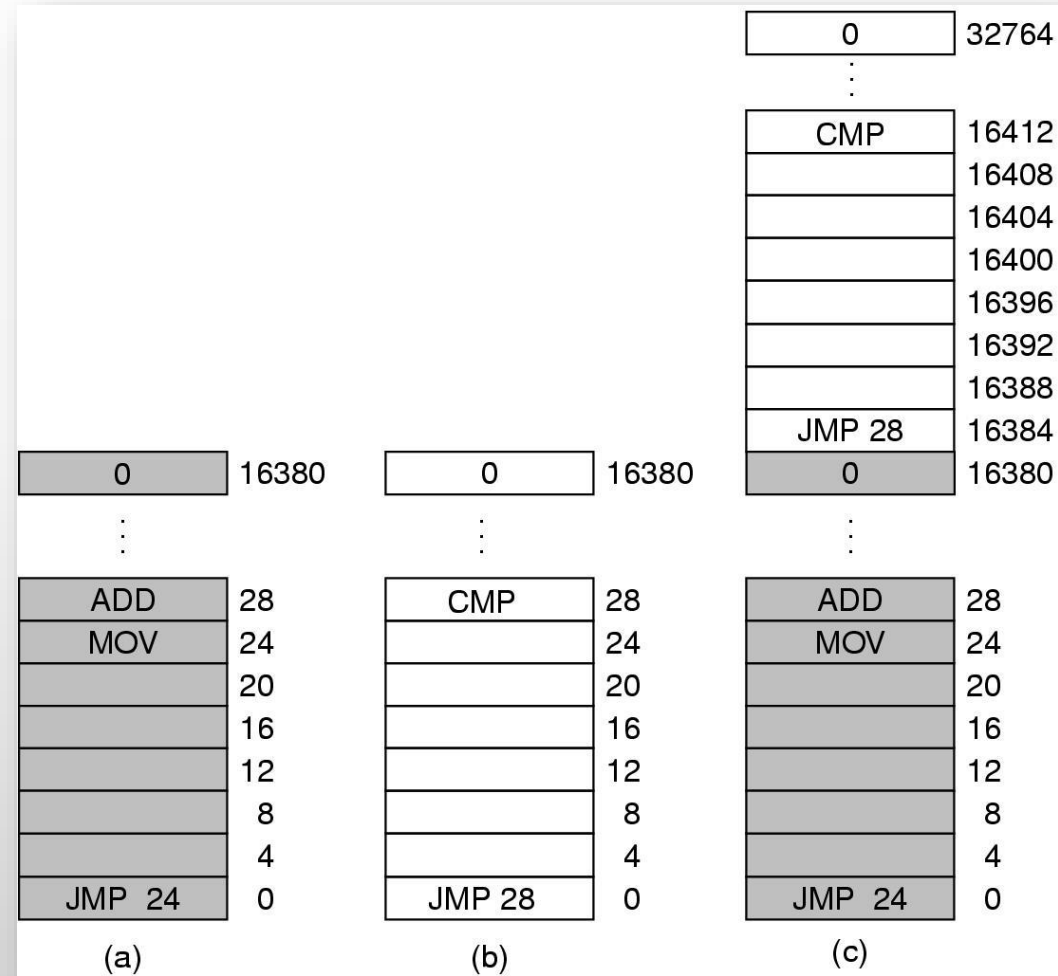 0 32764
CMP 16412
16408
16404
16400
16396
16392
16388
JMP 28 16384
0 16380 0 16380 0 16380
ADD 28 CMP 28 ADD 28
MOV 24 24 MOV 24
20 20 20
16 16 16
12 12 12
8 8 8
4 4 4
JMP 24 0 JMP 28 0 JMP 24 0
(a) (b) (c)